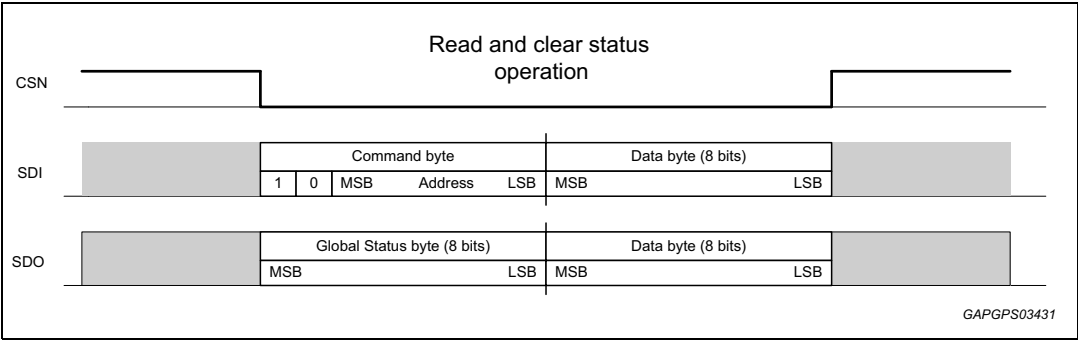 Read and clear status
operation
CSN
SDI
Command byte
Data byte (8 bits)
1 0 MSB Address LSB MSB LSB
SDO
Global Status byte (8 bits)
Data byte (8 bits)
MSB LSB MSB LSB
GAPGPS03431